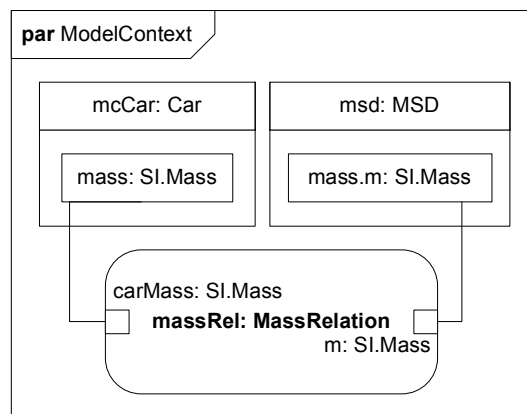 par ModelContext
mcCar: Car
msd: MSD
mass: SI.Mass
mass.m: SI.Mass
carMass: SI.Mass
massRel: MassRelation
m: SI.Mass